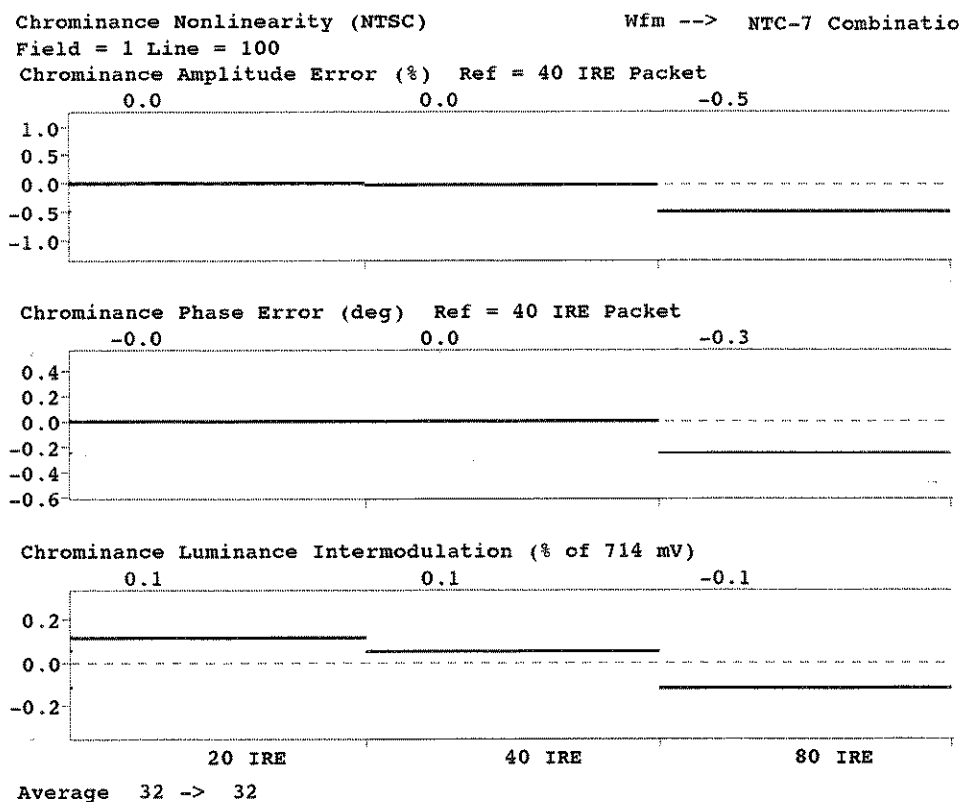 Chrominance Nonlinearity (NTSC) Wfm --> NTC-7 Combinatio
Field = 1 Line = 100
Chrominance Amplitude Error (%) Ref = 40 IRE Packet
0.0 0.0 -0.5
1.0
0.5
0.0
-0.5
-1.0
Chrominance Phase Error (deg) Ref = 40 IRE Packet
-0.0 0.0 -0.3
0.4
0.2
0.0
-0.2
-0.4
-0.6
Chrominance Luminance Intermodulation (% of 714 mV)
0.1 0.1 -0.1
0.2
0.0
-0.2
20 IRE 40 IRE 80 IRE
Average 32 -> 32